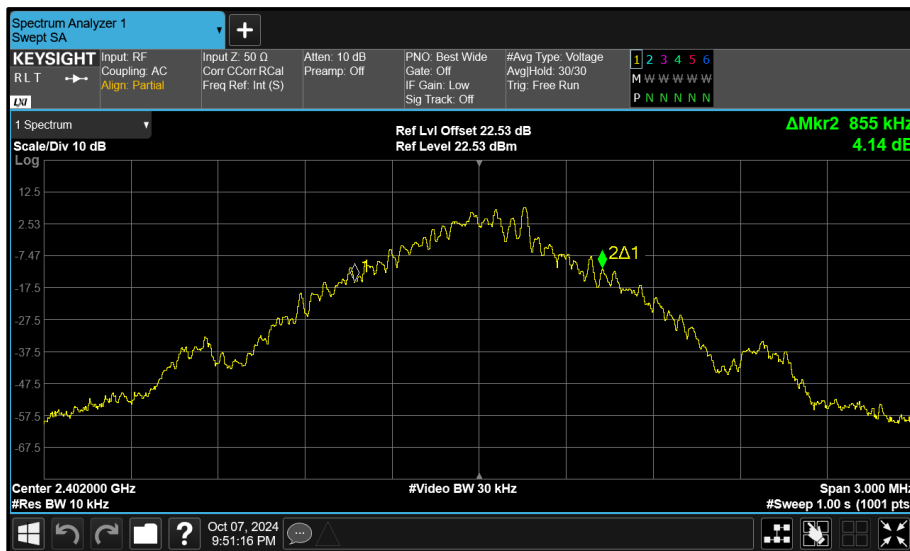 Spectrum Analyzer 1
Swept SA
+
KEYSIGHT
R L T
LXI
Input: RF
Coupling: AC
Align: Partial
Input Z: 50 Ω
Corr CCorr RCal
Freq Ref: Int (S)
Atten: 10 dB
Preamp: Off
PNO: Best Wide
Gate: Off
IF Gain: Low
Sig Track: Off
#Avg Type: Voltage
Avg|Hold: 30/30
Trig: Free Run
1 2 3 4 5 6
M W W W W W
P N N N N N
1 Spectrum
Scale/Div 10 dB
Log
Ref Lvl Offset 22.53 dB
Ref Level 22.53 dBm
ΔMkr2 855 kHz
4.14 dB
12.5
2.53
-7.47
-17.5
-27.5
-37.5
-47.5
-57.5
-67.5
1
2Δ1
Center 2.402000 GHz
#Res BW 10 kHz
#Video BW 30 kHz
Span 3.000 MHz
#Sweep 1.00 s (1001 pts
?
Oct 07, 2024
9:51:16 PM